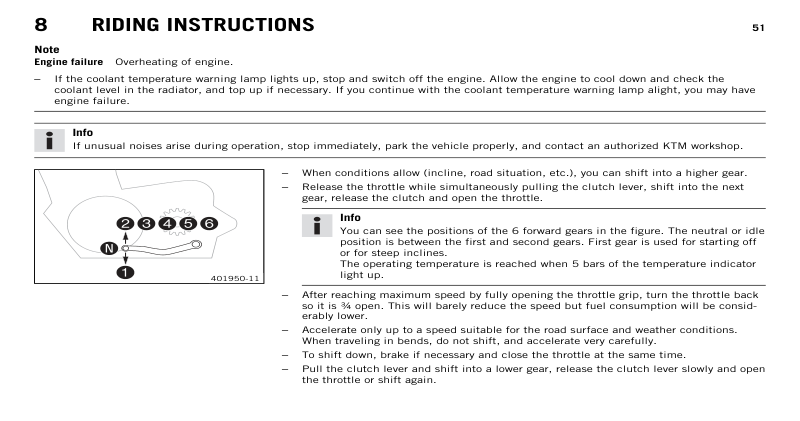 8 RIDING INSTRUCTIONS 51
Note
Engine failure Overheating of engine.
– If the coolant temperature warning lamp lights up, stop and switch off the engine. Allow the engine to cool down and check the
coolant level in the radiator, and top up if necessary. If you continue with the coolant temperature warning lamp alight, you may have
engine failure.
Info
If unusual noises arise during operation, stop immediately, park the vehicle properly, and contact an authorized KTM workshop.
2 3 4 5 6
N
1
401950-11
– When conditions allow (incline, road situation, etc.), you can shift into a higher gear.
– Release the throttle while simultaneously pulling the clutch lever, shift into the next
gear, release the clutch and open the throttle.
Info
You can see the positions of the 6 forward gears in the figure. The neutral or idle
position is between the first and second gears. First gear is used for starting off
or for steep inclines.
The operating temperature is reached when 5 bars of the temperature indicator
light up.
– After reaching maximum speed by fully opening the throttle grip, turn the throttle back
so it is ¾ open. This will barely reduce the speed but fuel consumption will be consid-
erably lower.
– Accelerate only up to a speed suitable for the road surface and weather conditions.
When traveling in bends, do not shift, and accelerate very carefully.
– To shift down, brake if necessary and close the throttle at the same time.
– Pull the clutch lever and shift into a lower gear, release the clutch lever slowly and open
the throttle or shift again.